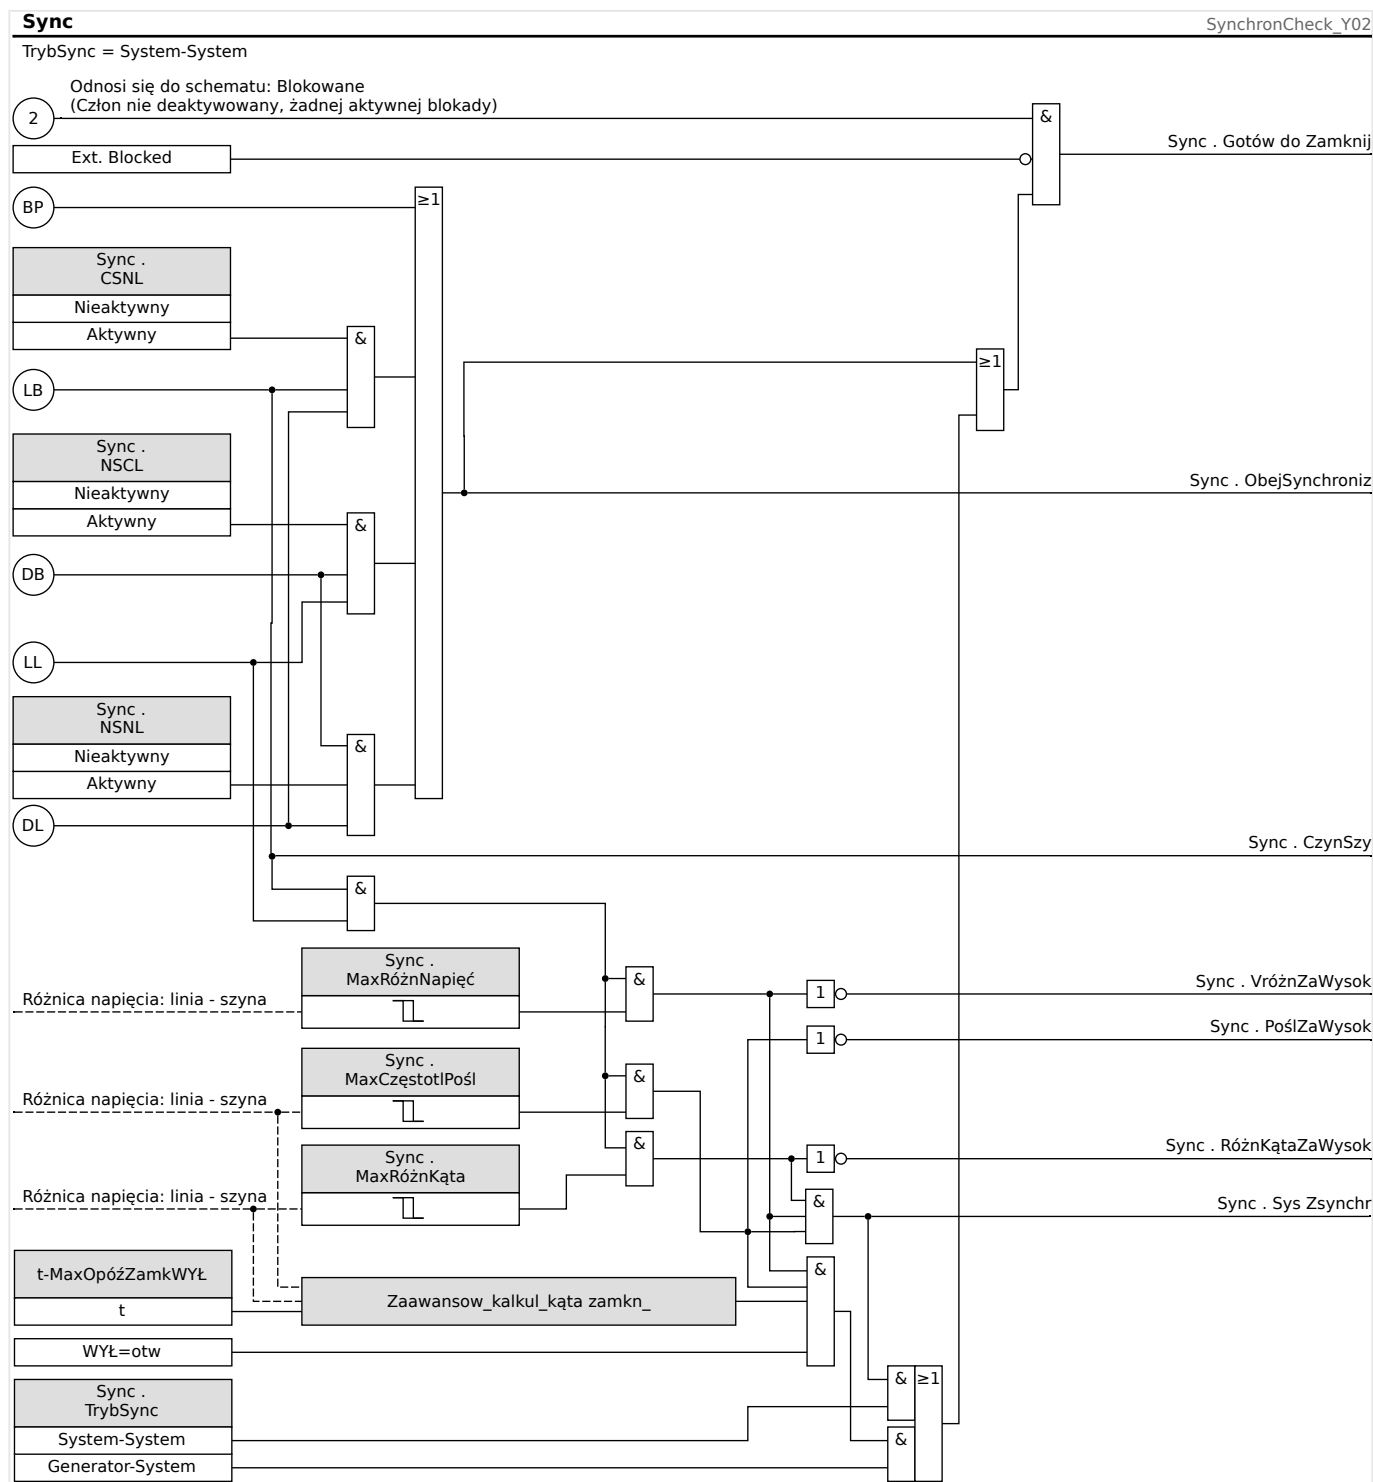 Sync
SynchronCheck_Y02
TrybSync = System-System
Odnosi się do schematu: Blokowane
(Człon nie deaktywowany, żadnej aktywnej blokady)
2
&
Sync . Gotów do Zamknij
Ext. Blocked
BP
≥1
Sync .
CSNL
Nieaktywny
Aktywny
&
≥1
LB
Sync .
NSCL
Nieaktywny
Aktywny
&
Sync . ObejSynchroniz
DB
LL
Sync .
NSNL
Nieaktywny
Aktywny
&
DL
Sync . CzynSzy
&
Sync .
MaxRóżnNapięć
&
Różnica napięcia: linia - szyna
1
Sync . VróżnZaWysok
1
Sync . PoślZaWysok
Sync .
MaxCzęstotlPośl
&
Różnica napięcia: linia - szyna
Sync .
MaxRóżnKąta
&
1
Sync . RóżnKątaZaWysok
Różnica napięcia: linia - szyna
&
Sync . Sys Zsynchr
t-MaxOpóźZamkWYŁ
t
Zaawansow_kalkul_kąta zamkn_
&
WYŁ=otw
Sync .
TrybSync
System-System
Generator-System
&
≥1
&